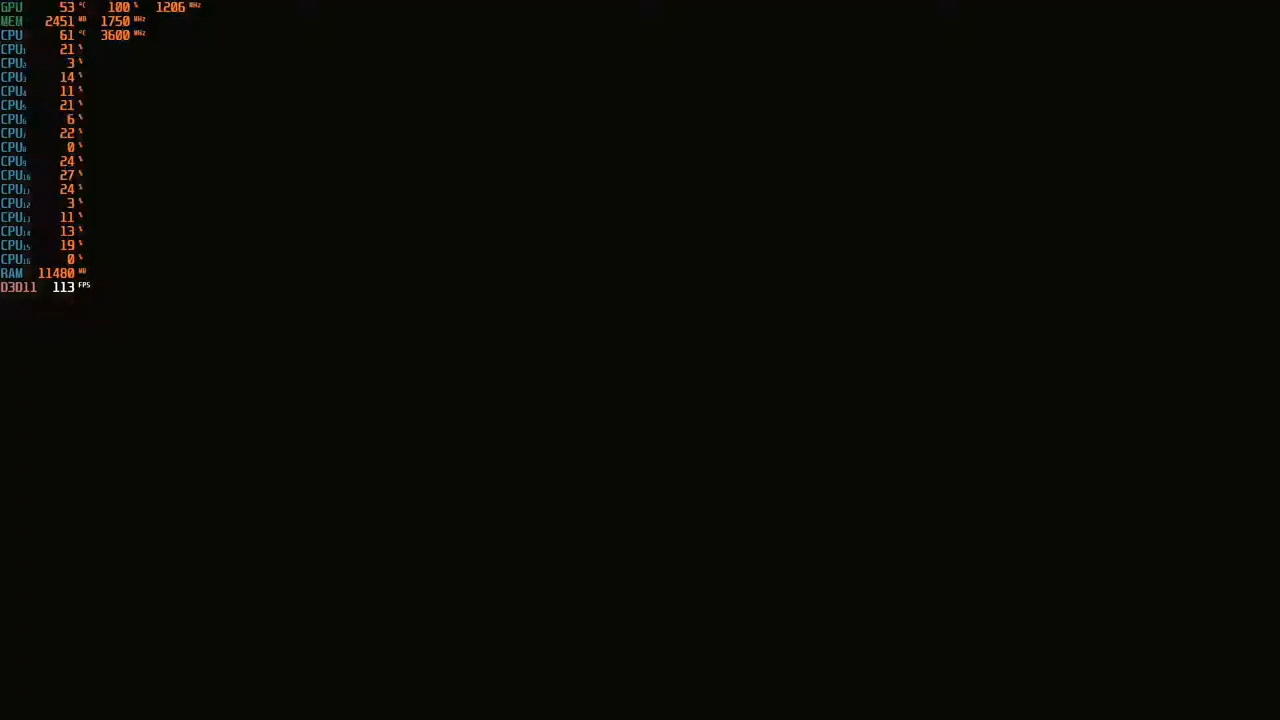 GPU 53 °C 100 % 1206 MHz
MEM 2451 MB 1750 MHz
CPU 61 °C 3600 MHz
CPU1 21 %
CPU2 3 %
CPU3 14 %
CPU4 11 %
CPU5 21 %
CPU6 6 %
CPU7 22 %
CPU8 0 %
CPU9 24 %
CPU10 27 %
CPU11 24 %
CPU12 3 %
CPU13 11 %
CPU14 13 %
CPU15 19 %
CPU16 0 %
RAM 11480 MB
D3D11 113 FPS